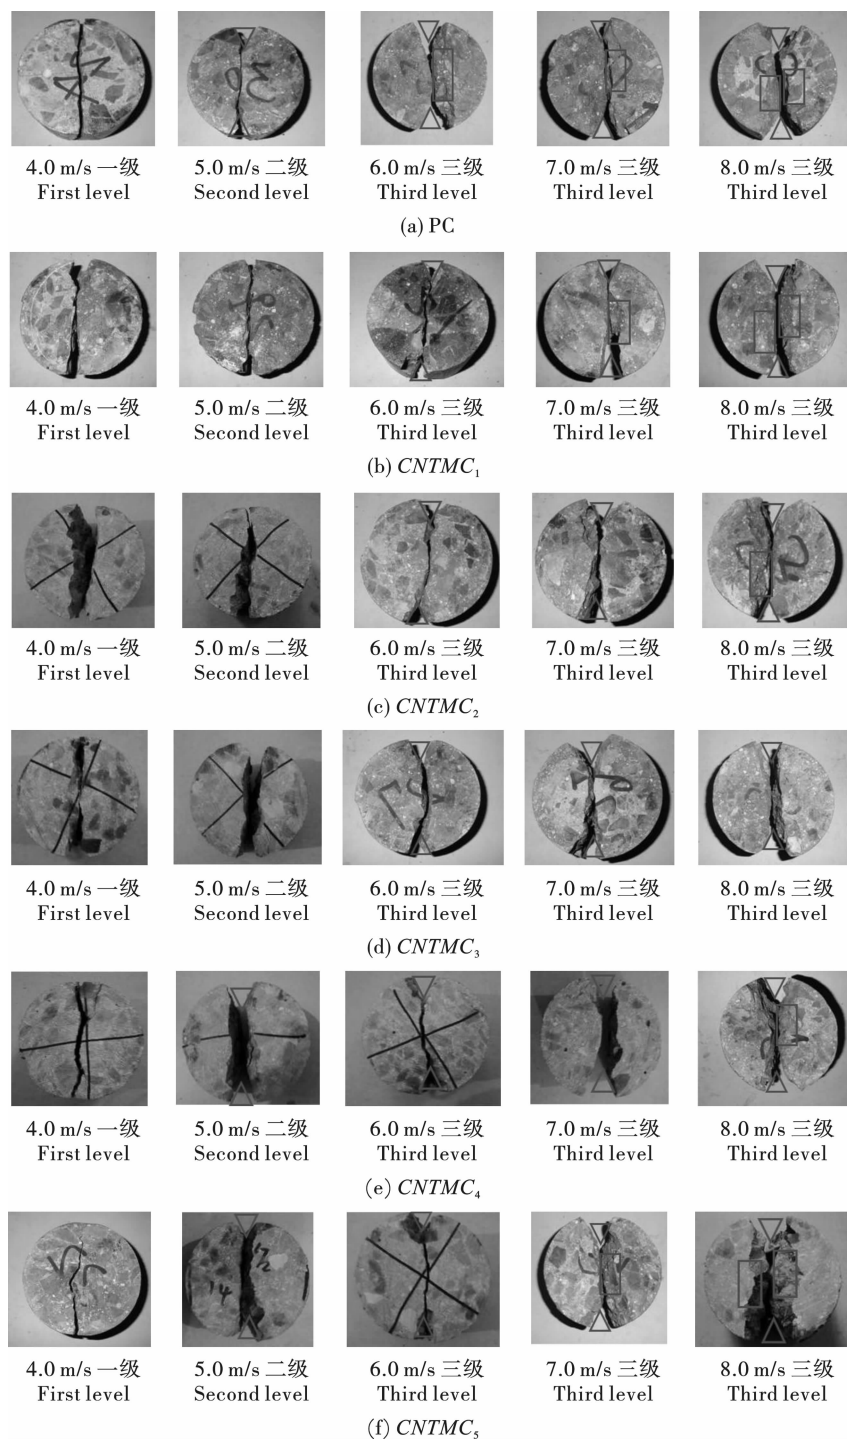 4.0 m/s 一级 5.0 m/s 二级 6.0 m/s 三级 7.0 m/s 三级 8.0 m/s 三级
First level Second level Third level Third level Third level
(a) PC
4.0 m/s 一级 5.0 m/s 二级 6.0 m/s 三级 7.0 m/s 三级 8.0 m/s 三级
First level Second level Third level Third level Third level
(b) CNTMC₁
4.0 m/s 一级 5.0 m/s 二级 6.0 m/s 三级 7.0 m/s 三级 8.0 m/s 三级
First level Second level Third level Third level Third level
(c) CNTMC₂
4.0 m/s 一级 5.0 m/s 二级 6.0 m/s 三级 7.0 m/s 三级 8.0 m/s 三级
First level Second level Third level Third level Third level
(d) CNTMC₃
4.0 m/s 一级 5.0 m/s 二级 6.0 m/s 三级 7.0 m/s 三级 8.0 m/s 三级
First level Second level Third level Third level Third level
(e) CNTMC₄
14
4.0 m/s 一级 5.0 m/s 二级 6.0 m/s 三级 7.0 m/s 三级 8.0 m/s 三级
First level Second level Third level Third level Third level
(f) CNTMC₅